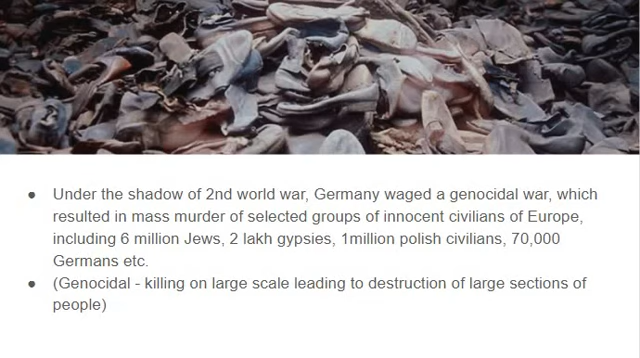 ● Under the shadow of 2nd world war, Germany waged a genocidal war, which
resulted in mass murder of selected groups of innocent civilians of Europe,
including 6 million Jews, 2 lakh gypsies, 1million polish civilians, 70,000
Germans etc.
● (Genocidal - killing on large scale leading to destruction of large sections of
people)